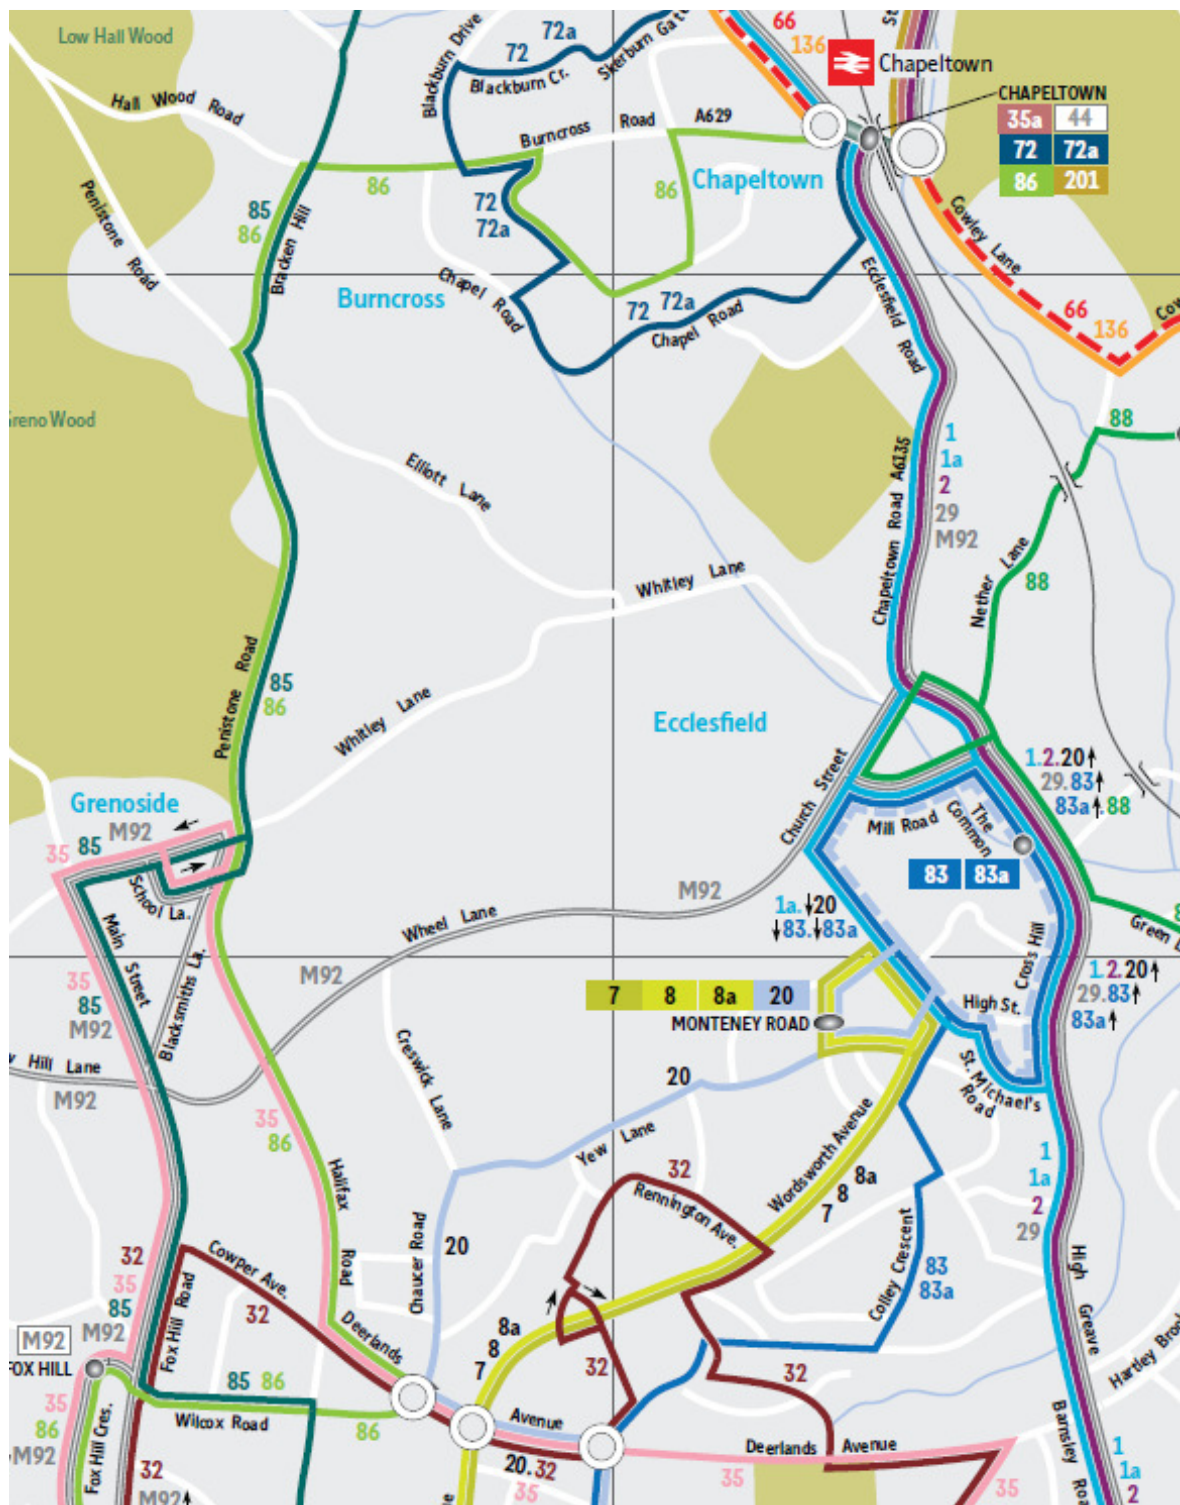 Low Hall Wood
72
72a
Blackburn Drive
Blackburn Cr.
66
136
Chapeltown
CHAPELTOWN
35a 44
72 72a
86 201
Hall Wood Road
Burncross Road A629
86
86
Chapeltown
72
72a
85
86
Bracken Hill
Penistone Road
Burncross
Chapel Road
72 72a
Chapel Road
Ecclesfield Road
Cowley Lane
66
136
88
Elliott Lane
Chapeltown Road A6135
1
1a
2
29
M92
Whitley Lane
Nether Lane
88
Penistone Road
85
86
Whitley Lane
Ecclesfield
Church Street
1.2.20
29.83
83a.88
Grenoside
M92
35 85
School La.
Mill Road
The Common
83 83a
M92
Wheel Lane
1a.20
83.83a
Main Street
35
85
M92
Blacksmiths La.
M92
Cross Hill
Green L
High St.
1.2.20
29.83
83a
7 8 8a 20
MONTENEY ROAD
Hill Lane
M92
Creswick Lane
20
St. Michael's Road
35
86
Yew Lane
Wordsworth Avenue
8a
8
7
32
Rennington Ave.
1
1a
2
29
Halifax Road
Chaucer Road
20
Colley Crescent
83
83a
High Greave
32
35
85
M92
Fox Hill Road
Cowper Ave.
32
Deerlands
8a
8
7
32
32
M92
FOX HILL
35
86
M92
Fox Hill Cres.
85 86
Wilcox Road
86
Avenue
Deerlands Avenue
Hartley Broo
Barnsley Roa
1
1a
2
32
M92
20.32
35
35
35